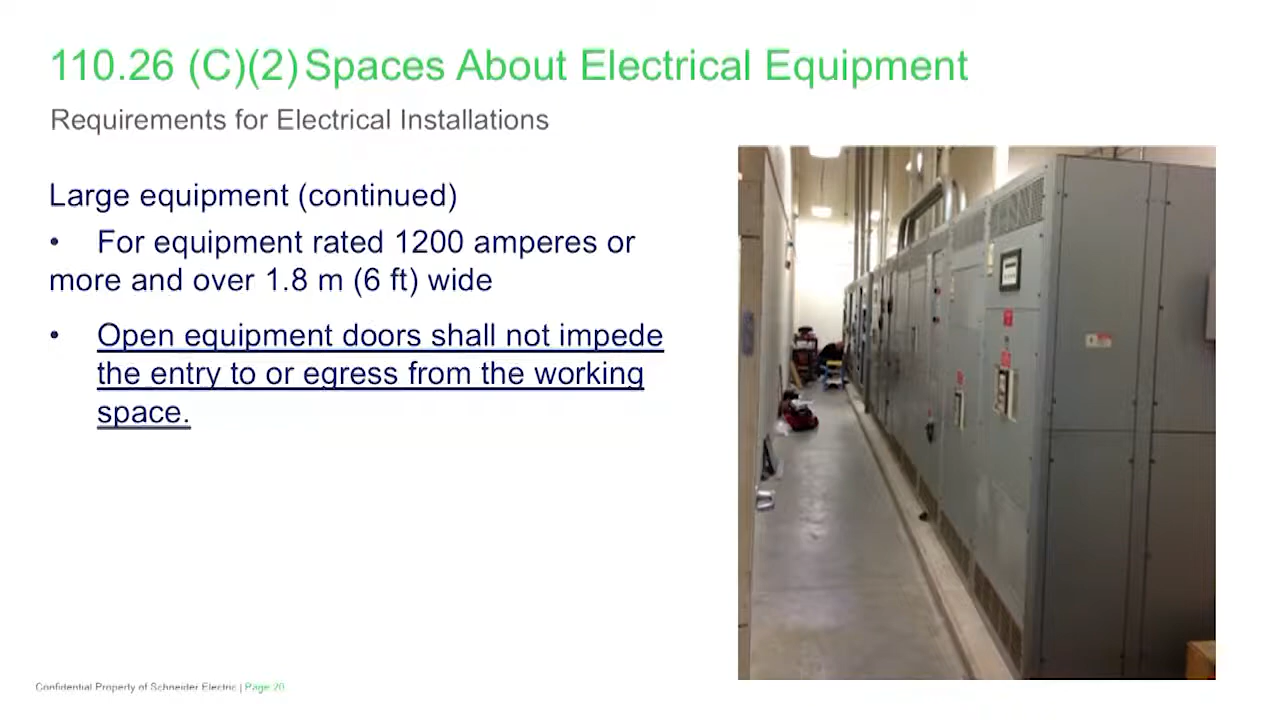 110.26 (C)(2) Spaces About Electrical Equipment
Requirements for Electrical Installations
Large equipment (continued)
• For equipment rated 1200 amperes or
more and over 1.8 m (6 ft) wide
• Open equipment doors shall not impede
the entry to or egress from the working
space.
Confidential Property of Schneider Electric | Page 20